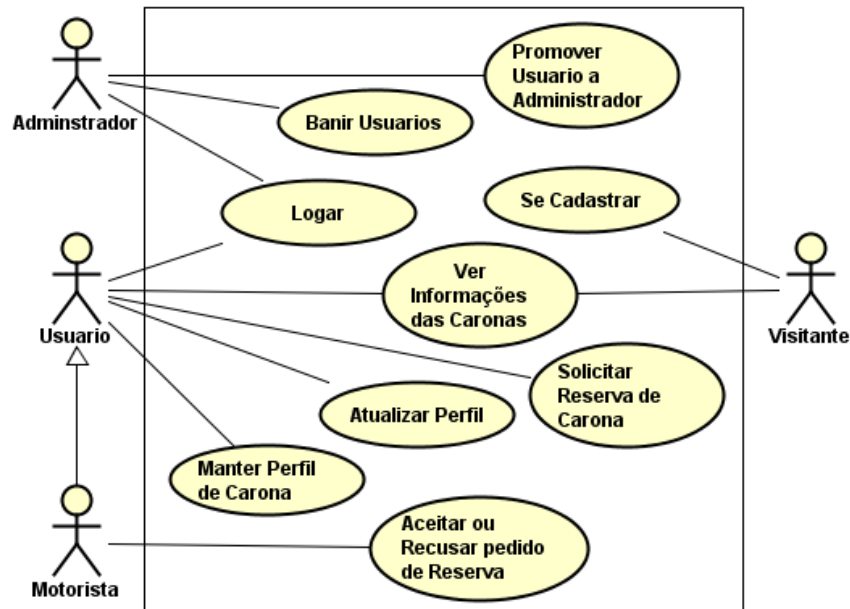 Promover
Usuario a
Administrador
Adminstrador
Banir Usuarios
Se Cadastrar
Logar
Ver
Informações
das Caronas
Usuario
Visitante
Solicitar
Reserva de
Carona
Atualizar Perfil
Manter Perfil
de Carona
Aceitar ou
Recusar pedido
de Reserva
Motorista